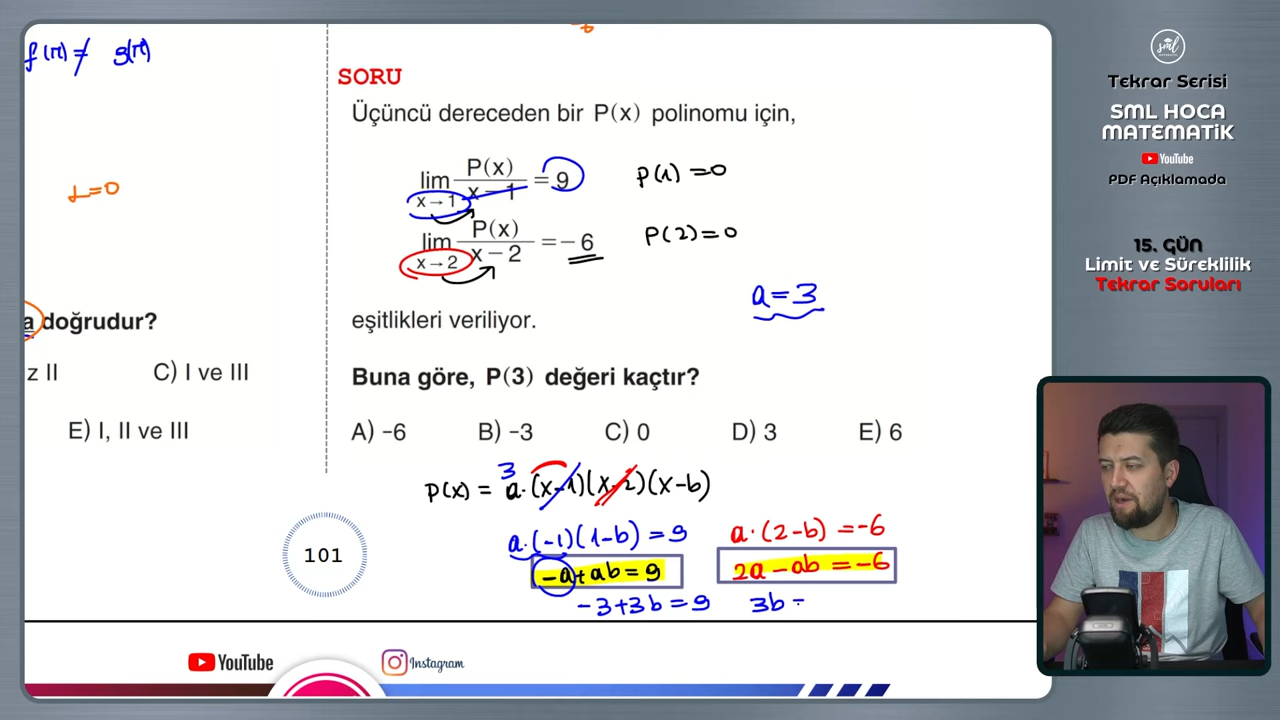 f(π) ≠ g(π)
L=0
a doğrudur?
z II
C) I ve III
E) I, II ve III
101
SORU
Üçüncü dereceden bir P(x) polinomu için,
lim x→1 P(x)/(x − 1) = 9
P(1) = 0
lim x→2 P(x)/(x − 2) = − 6
P(2) = 0
a = 3
eşitlikleri veriliyor.
Buna göre, P(3) değeri kaçtır?
A) −6 B) −3 C) 0 D) 3 E) 6
3
P(x) = a·(x−1)(x−2)(x−b)
a·(−1)(1−b) = 9
a·(2−b) = −6
−a+ab = 9
2a − ab = −6
−3+3b = 9
3b =
YouTube
Instagram
sml
Tekrar Serisi
SML HOCA
MATEMATİK
YouTube
PDF Açıklamada
15. GÜN
Limit ve Süreklilik
Tekrar Soruları